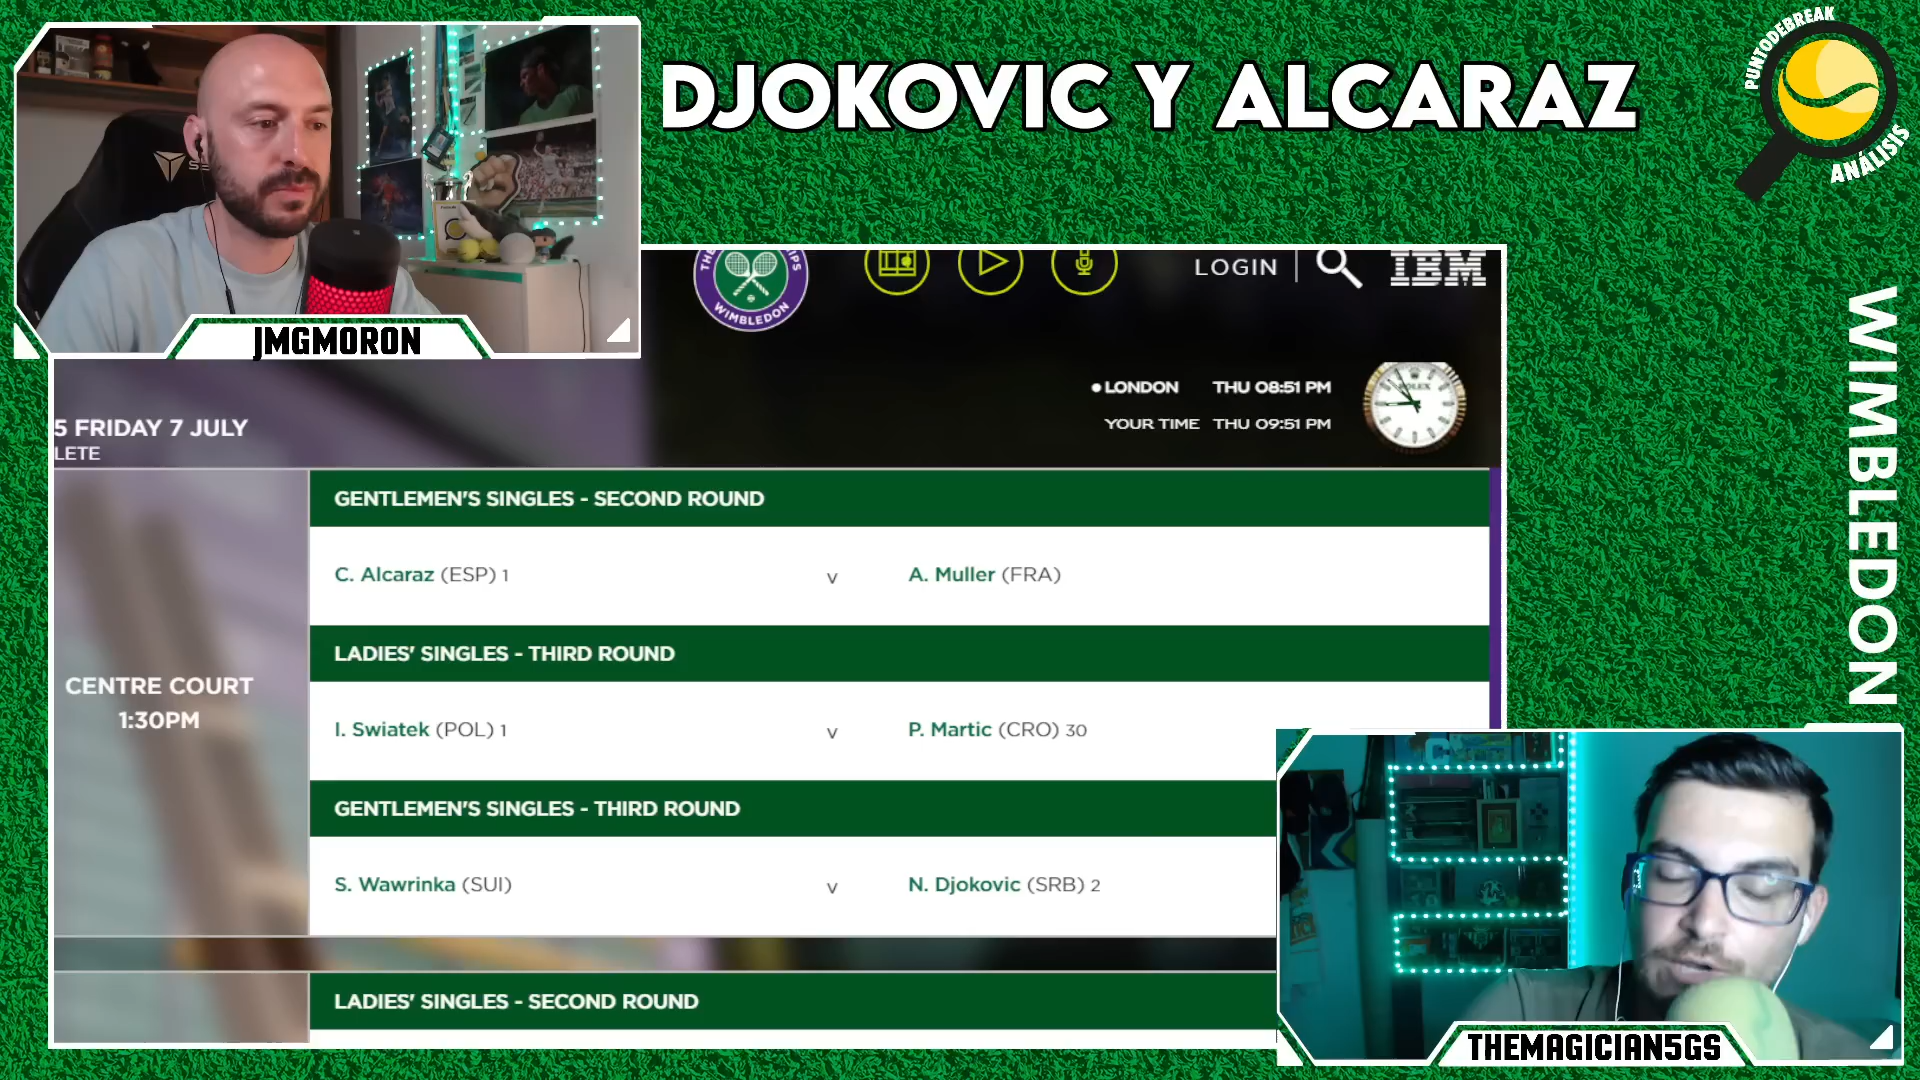 DJOKOVIC Y ALCARAZ
PUNTODEBREAK
ANÁLISIS
WIMBLEDON
JMGMORON
WIMBLEDON
LOGIN
IBM
LONDON THU 08:51 PM
YOUR TIME THU 09:51 PM
ROLEX
5 FRIDAY 7 JULY
LETE
CENTRE COURT
1:30PM
GENTLEMEN'S SINGLES - SECOND ROUND
C. Alcaraz (ESP) 1 v A. Muller (FRA)
LADIES' SINGLES - THIRD ROUND
I. Swiatek (POL) 1 v P. Martic (CRO) 30
GENTLEMEN'S SINGLES - THIRD ROUND
S. Wawrinka (SUI) v N. Djokovic (SRB) 2
LADIES' SINGLES - SECOND ROUND
THEMAGICIAN5GS